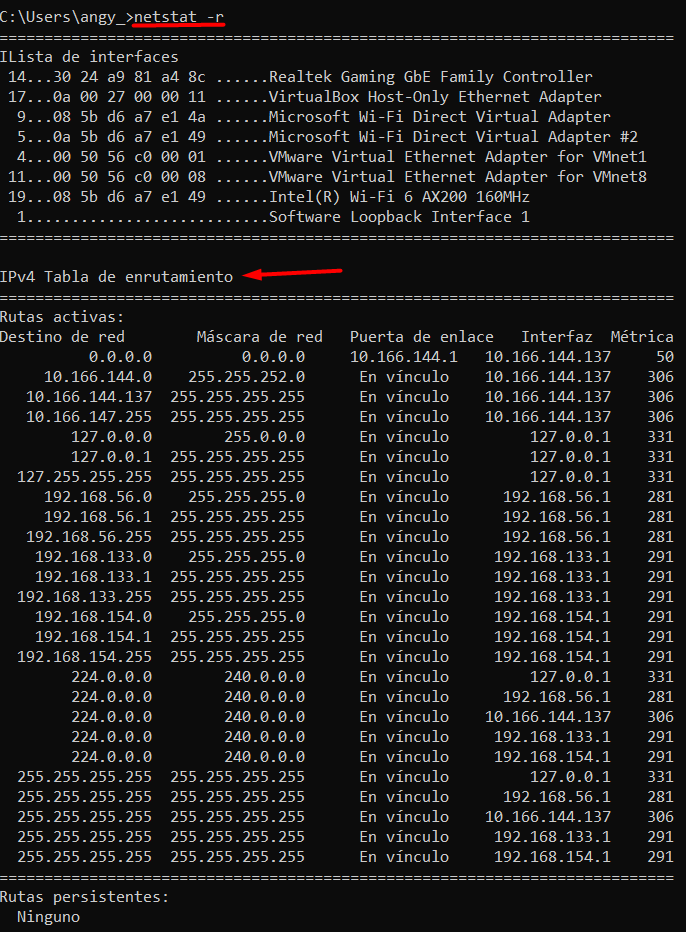 C:\Users\angy_>netstat -r
===========================================================================
ILista de interfaces
 14...30 24 a9 81 a4 8c ......Realtek Gaming GbE Family Controller
 17...0a 00 27 00 00 11 ......VirtualBox Host-Only Ethernet Adapter
  9...08 5b d6 a7 e1 4a ......Microsoft Wi-Fi Direct Virtual Adapter
  5...0a 5b d6 a7 e1 49 ......Microsoft Wi-Fi Direct Virtual Adapter #2
  4...00 50 56 c0 00 01 ......VMware Virtual Ethernet Adapter for VMnet1
 11...00 50 56 c0 00 08 ......VMware Virtual Ethernet Adapter for VMnet8
 19...08 5b d6 a7 e1 49 ......Intel(R) Wi-Fi 6 AX200 160MHz
  1...........................Software Loopback Interface 1
===========================================================================
IPv4 Tabla de enrutamiento
===========================================================================
Rutas activas:
Destino de red        Máscara de red   Puerta de enlace   Interfaz  Métrica
          0.0.0.0          0.0.0.0     10.166.144.1   10.166.144.137     50
     10.166.144.0    255.255.252.0      En vínculo    10.166.144.137    306
   10.166.144.137  255.255.255.255      En vínculo    10.166.144.137    306
   10.166.147.255  255.255.255.255      En vínculo    10.166.144.137    306
        127.0.0.0        255.0.0.0      En vínculo         127.0.0.1    331
        127.0.0.1  255.255.255.255      En vínculo         127.0.0.1    331
  127.255.255.255  255.255.255.255      En vínculo         127.0.0.1    331
     192.168.56.0    255.255.255.0      En vínculo      192.168.56.1    281
     192.168.56.1  255.255.255.255      En vínculo      192.168.56.1    281
   192.168.56.255  255.255.255.255      En vínculo      192.168.56.1    281
    192.168.133.0    255.255.255.0      En vínculo     192.168.133.1    291
    192.168.133.1  255.255.255.255      En vínculo     192.168.133.1    291
  192.168.133.255  255.255.255.255      En vínculo     192.168.133.1    291
    192.168.154.0    255.255.255.0      En vínculo     192.168.154.1    291
    192.168.154.1  255.255.255.255      En vínculo     192.168.154.1    291
  192.168.154.255  255.255.255.255      En vínculo     192.168.154.1    291
        224.0.0.0        240.0.0.0      En vínculo         127.0.0.1    331
        224.0.0.0        240.0.0.0      En vínculo      192.168.56.1    281
        224.0.0.0        240.0.0.0      En vínculo    10.166.144.137    306
        224.0.0.0        240.0.0.0      En vínculo     192.168.133.1    291
        224.0.0.0        240.0.0.0      En vínculo     192.168.154.1    291
  255.255.255.255  255.255.255.255      En vínculo         127.0.0.1    331
  255.255.255.255  255.255.255.255      En vínculo      192.168.56.1    281
  255.255.255.255  255.255.255.255      En vínculo    10.166.144.137    306
  255.255.255.255  255.255.255.255      En vínculo     192.168.133.1    291
  255.255.255.255  255.255.255.255      En vínculo     192.168.154.1    291
===========================================================================
Rutas persistentes:
  Ninguno